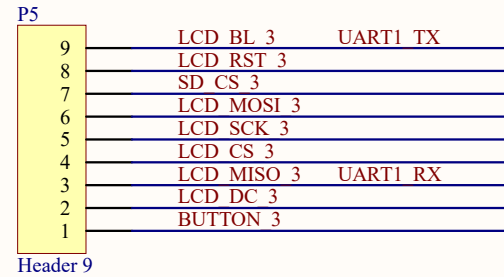 P5
9 LCD_BL_3 UART1_TX
8 LCD_RST_3
7 SD_CS_3
6 LCD_MOSI_3
5 LCD_SCK_3
4 LCD_CS_3
3 LCD_MISO_3 UART1_RX
2 LCD_DC_3
1 BUTTON_3
Header 9